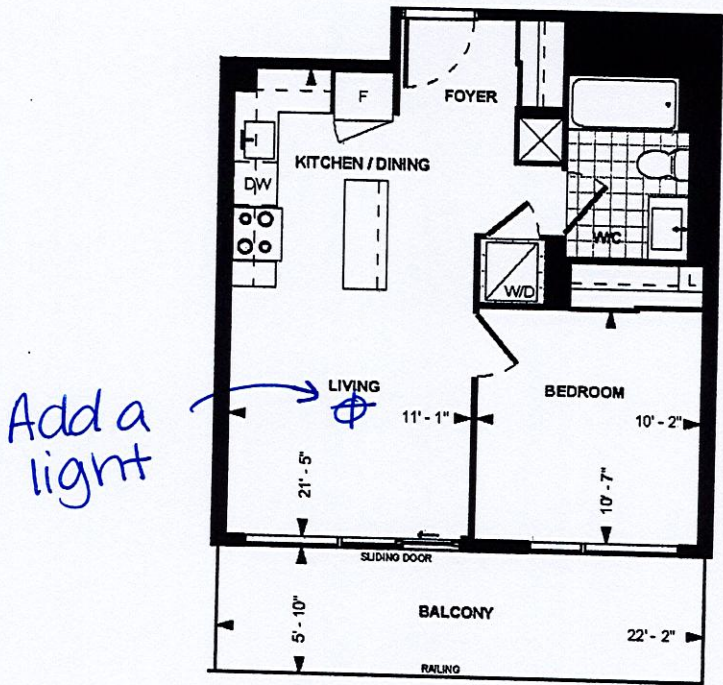 FOYER
F
KITCHEN / DINING
DW
W/C
W/D
L
LIVING
BEDROOM
11' - 1"
10' - 2"
Add a
light
21' - 5"
10' - 7"
SLIDING DOOR
BALCONY
5' - 10"
22' - 2"
RAILING